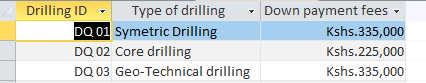 Drilling ID Type of drilling Down payment fees
DQ 01 Symetric Drilling Kshs.335,000
DQ 02 Core drilling Kshs.225,000
DQ 03 Geo-Technical drilling Kshs.335,000